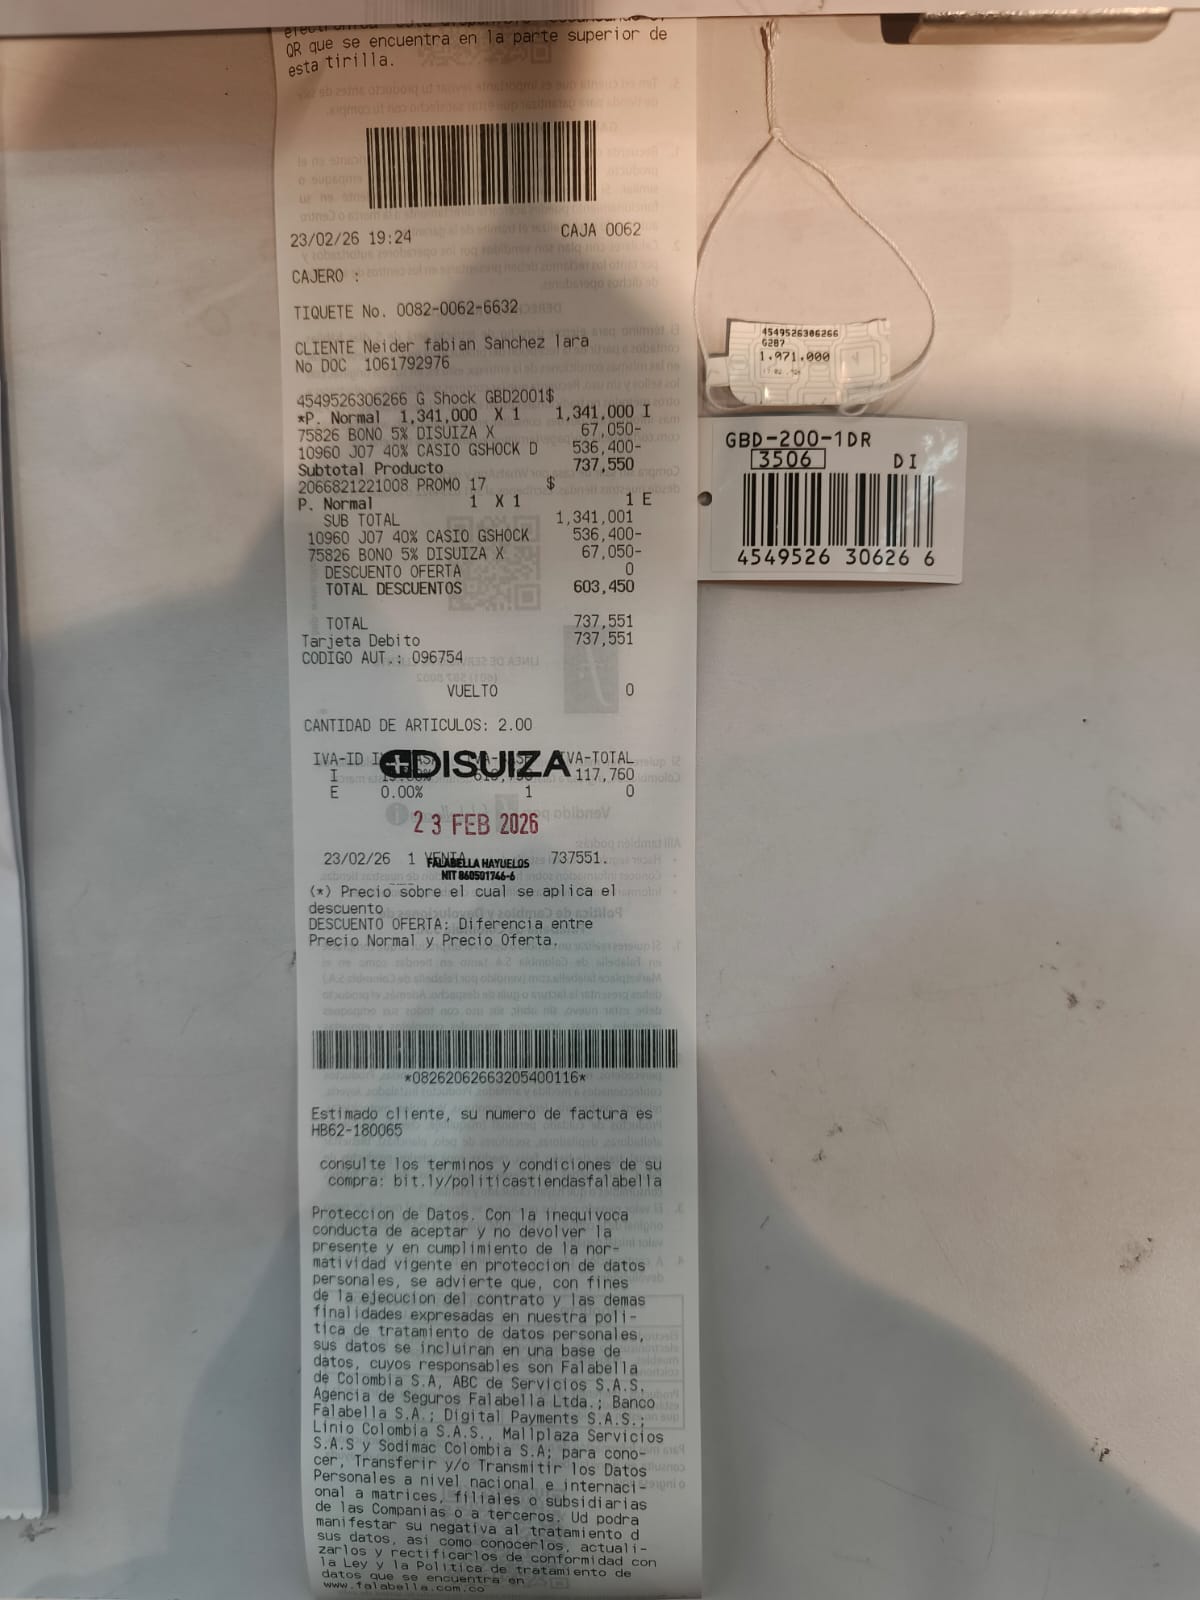 QR que se encuentra en la parte superior de
esta tirilla.
23/02/26 19:24 CAJA 0062
CAJERO :
TIQUETE No. 0082-0062-6632
CLIENTE Neider fabian Sanchez lara
No DOC 1061792976
4549526306266 G Shock GBD2001$
*P. Normal 1,341,000 X 1 1,341,000 I
75826 BONO 5% DISUIZA X 67,050-
10960 J07 40% CASIO GSHOCK D 536,400-
Subtotal Producto 737,550
2066821221008 PROMO 17 $
P. Normal 1 X 1 1 E
SUB TOTAL 1,341,001
10960 J07 40% CASIO GSHOCK 536,400-
75826 BONO 5% DISUIZA X 67,050-
DESCUENTO OFERTA 0
TOTAL DESCUENTOS 603,450
TOTAL 737,551
Tarjeta Debito 737,551
CODIGO AUT.: 096754
VUELTO 0
CANTIDAD DE ARTICULOS: 2.00
IVA-ID IVA-TOTAL
DISUIZA
I 117,760
E 0.00% 1 0
23 FEB 2026
23/02/26 1 VENTA 737551.
FALABELLA HAYUELOS
NIT 860501746-6
(*) Precio sobre el cual se aplica el
descuento
DESCUENTO OFERTA: Diferencia entre
Precio Normal y Precio Oferta.
*08262062663205400116*
Estimado cliente, su numero de factura es
HB62-180065
consulte los terminos y condiciones de su
compra: bit.ly/politicastiendasfalabella
Proteccion de Datos. Con la inequivoca
conducta de aceptar y no devolver la
presente y en cumplimiento de la nor-
matividad vigente en proteccion de datos
personales, se advierte que, con fines
de la ejecucion del contrato y las demas
finalidades expresadas en nuestra poli-
tica de tratamiento de datos personales,
sus datos se incluiran en una base de
datos, cuyos responsables son Falabella
de Colombia S.A, ABC de Servicios S.A.S,
Agencia de Seguros Falabella Ltda.; Banco
Falabella S.A.; Digital Payments S.A.S.;
Linio Colombia S.A.S., Mallplaza Servicios
S.A.S y Sodimac Colombia S.A; para cono-
cer, Transferir y/o Transmitir los Datos
Personales a nivel nacional e internaci-
onal a matrices, filiales o subsidiarias
de las Companias o a terceros. Ud podra
manifestar su negativa al tratamiento d
sus datos, asi como conocerlos, actuali-
zarlos y rectificarlos de conformidad con
la Ley y la Politica de tratamiento de
datos que se encuentra en
www.falabella.com.co
4549526306266
G287
1.971.000
GBD-200-1DR
3506 DI
4549526 30626 6